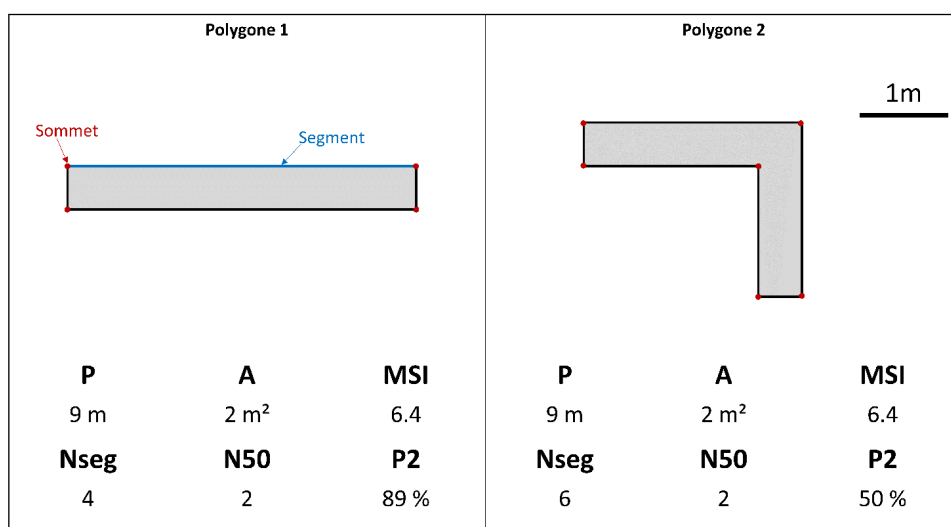 Polygone 1
Sommet
Segment
P A MSI
9 m 2 m² 6.4
Nseg N50 P2
4 2 89 %
Polygone 2
1m
P A MSI
9 m 2 m² 6.4
Nseg N50 P2
6 2 50 %